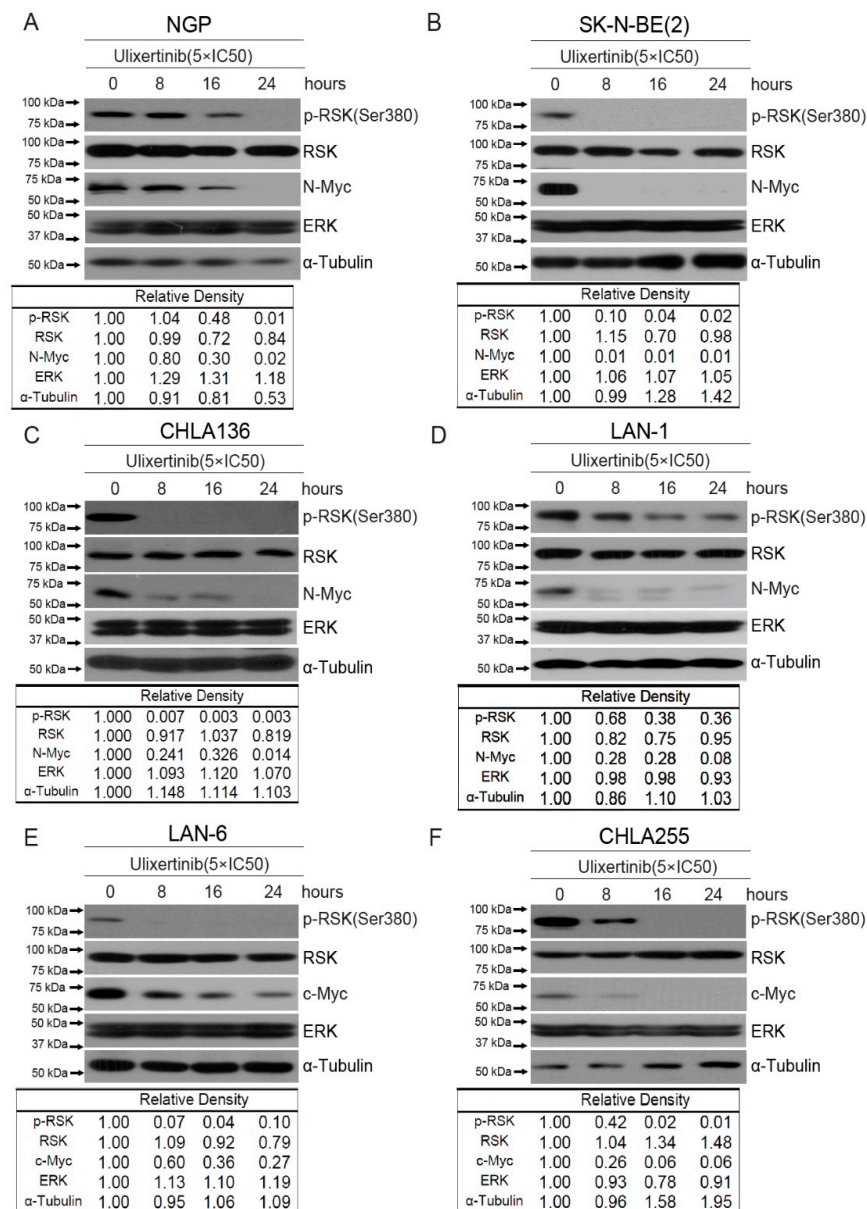 A
NGP
Ulixertinib(5×IC50)
0 8 16 24 hours
100 kDa
75 kDa
p-RSK(Ser380)
100 kDa
75 kDa
RSK
75 kDa
50 kDa
N-Myc
50 kDa
37 kDa
ERK
50 kDa
α-Tubulin
Relative Density
p-RSK 1.00 1.04 0.48 0.01
RSK 1.00 0.99 0.72 0.84
N-Myc 1.00 0.80 0.30 0.02
ERK 1.00 1.29 1.31 1.18
α-Tubulin 1.00 0.91 0.81 0.53
B
SK-N-BE(2)
Ulixertinib(5×IC50)
0 8 16 24 hours
100 kDa
75 kDa
p-RSK(Ser380)
100 kDa
75 kDa
RSK
75 kDa
50 kDa
N-Myc
50 kDa
37 kDa
ERK
50 kDa
α-Tubulin
Relative Density
p-RSK 1.00 0.10 0.04 0.02
RSK 1.00 1.15 0.70 0.98
N-Myc 1.00 0.01 0.01 0.01
ERK 1.00 1.06 1.07 1.05
α-Tubulin 1.00 0.99 1.28 1.42
C
CHLA136
Ulixertinib(5×IC50)
0 8 16 24 hours
100 kDa
75 kDa
p-RSK(Ser380)
100 kDa
75 kDa
RSK
75 kDa
50 kDa
N-Myc
50 kDa
37 kDa
ERK
50 kDa
α-Tubulin
Relative Density
p-RSK 1.000 0.007 0.003 0.003
RSK 1.000 0.917 1.037 0.819
N-Myc 1.000 0.241 0.326 0.014
ERK 1.000 1.093 1.120 1.070
α-Tubulin 1.000 1.148 1.114 1.103
D
LAN-1
Ulixertinib(5×IC50)
0 8 16 24 hours
100 kDa
75 kDa
p-RSK(Ser380)
100 kDa
75 kDa
RSK
75 kDa
50 kDa
N-Myc
50 kDa
37 kDa
ERK
50 kDa
α-Tubulin
Relative Density
p-RSK 1.00 0.68 0.38 0.36
RSK 1.00 0.82 0.75 0.95
N-Myc 1.00 0.28 0.28 0.08
ERK 1.00 0.98 0.98 0.93
α-Tubulin 1.00 0.86 1.10 1.03
E
LAN-6
Ulixertinib(5×IC50)
0 8 16 24 hours
100 kDa
75 kDa
p-RSK(Ser380)
100 kDa
75 kDa
RSK
75 kDa
50 kDa
c-Myc
50 kDa
37 kDa
ERK
50 kDa
α-Tubulin
Relative Density
p-RSK 1.00 0.07 0.04 0.10
RSK 1.00 1.09 0.92 0.79
c-Myc 1.00 0.60 0.36 0.27
ERK 1.00 1.13 1.10 1.19
α-Tubulin 1.00 0.95 1.06 1.09
F
CHLA255
Ulixertinib(5×IC50)
0 8 16 24 hours
100 kDa
75 kDa
p-RSK(Ser380)
100 kDa
75 kDa
RSK
75 kDa
50 kDa
c-Myc
50 kDa
37 kDa
ERK
50 kDa
α-Tubulin
Relative Density
p-RSK 1.00 0.42 0.02 0.01
RSK 1.00 1.04 1.34 1.48
c-Myc 1.00 0.26 0.06 0.06
ERK 1.00 0.93 0.78 0.91
α-Tubulin 1.00 0.96 1.58 1.95